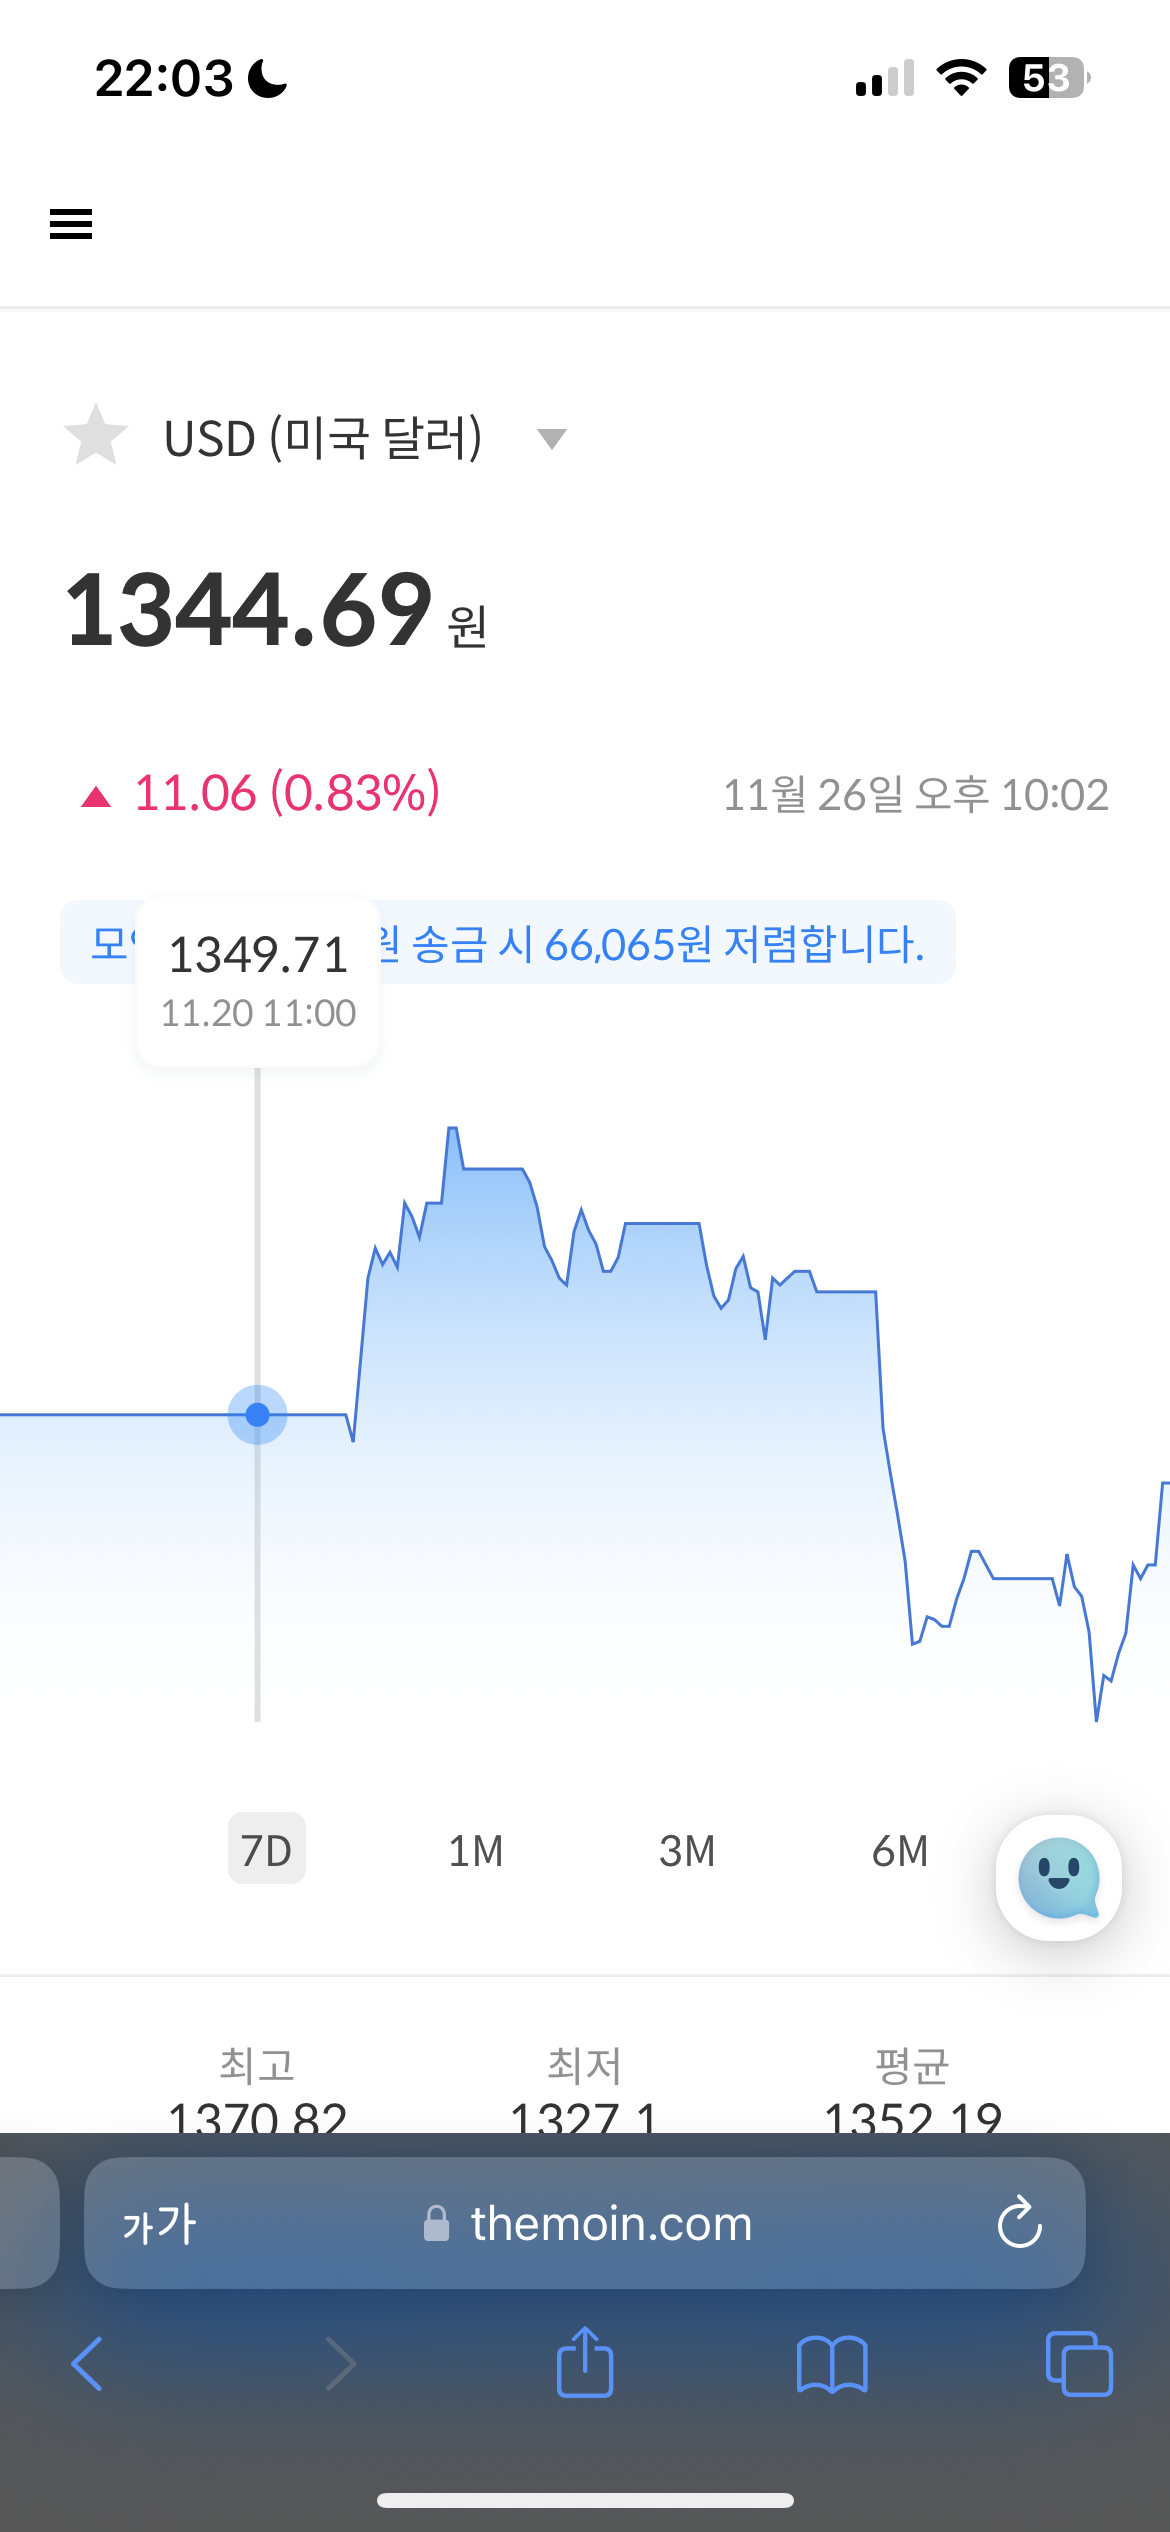 22:03
53
USD (미국 달러)
1344.69 원
11.06 (0.83%)
11월 26일 오후 10:02
원 송금 시 66,065원 저렴합니다.
1349.71
11.20 11:00
7D 1M 3M 6M
최고 최저 평균
1370.82 1327.1 1352.19
가가 themoin.com